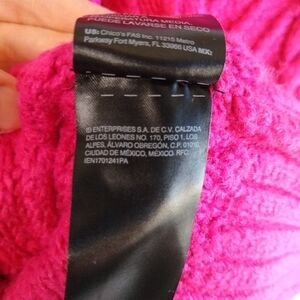 PUEDE LAVARSE EN SECO
US: Chico's FAS Inc. 11215 Metro
Parkway Fort Myers, FL 33966 USA MX:
ENTERPRISES S.A. DE C.V. CALZADA
DE LOS LEONES NO. 170, PISO 1, LOS
ALPES, ÁLVARO OBREGÓN, C.P. 01010,
CIUDAD DE MÉXICO, MÉXICO. RFC:
IEN1701241PA